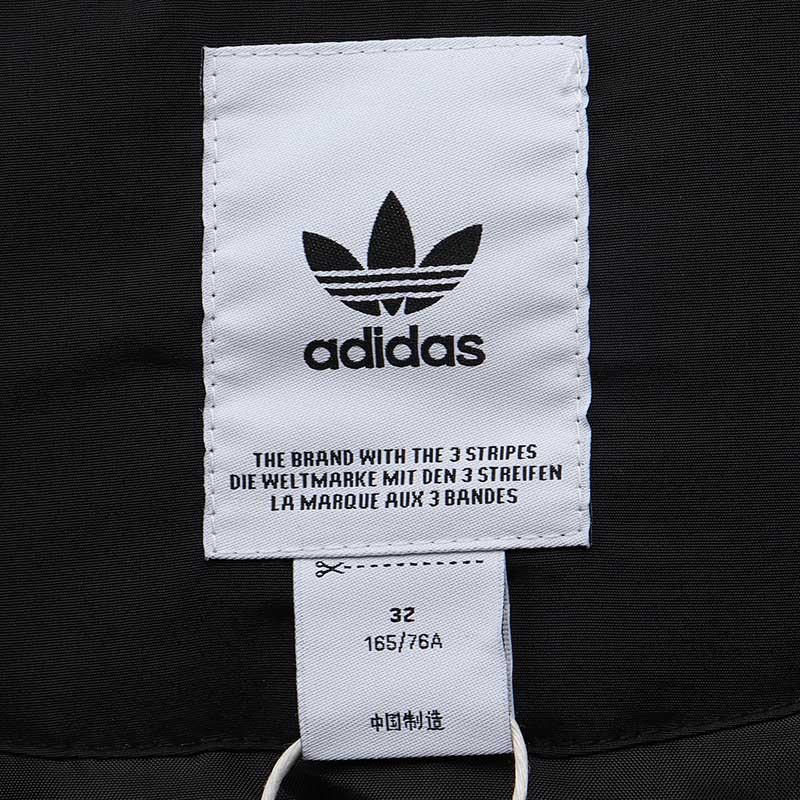 adidas
THE BRAND WITH THE 3 STRIPES
DIE WELTMARKE MIT DEN 3 STREIFEN
LA MARQUE AUX 3 BANDES
32
165/76A
中国制造